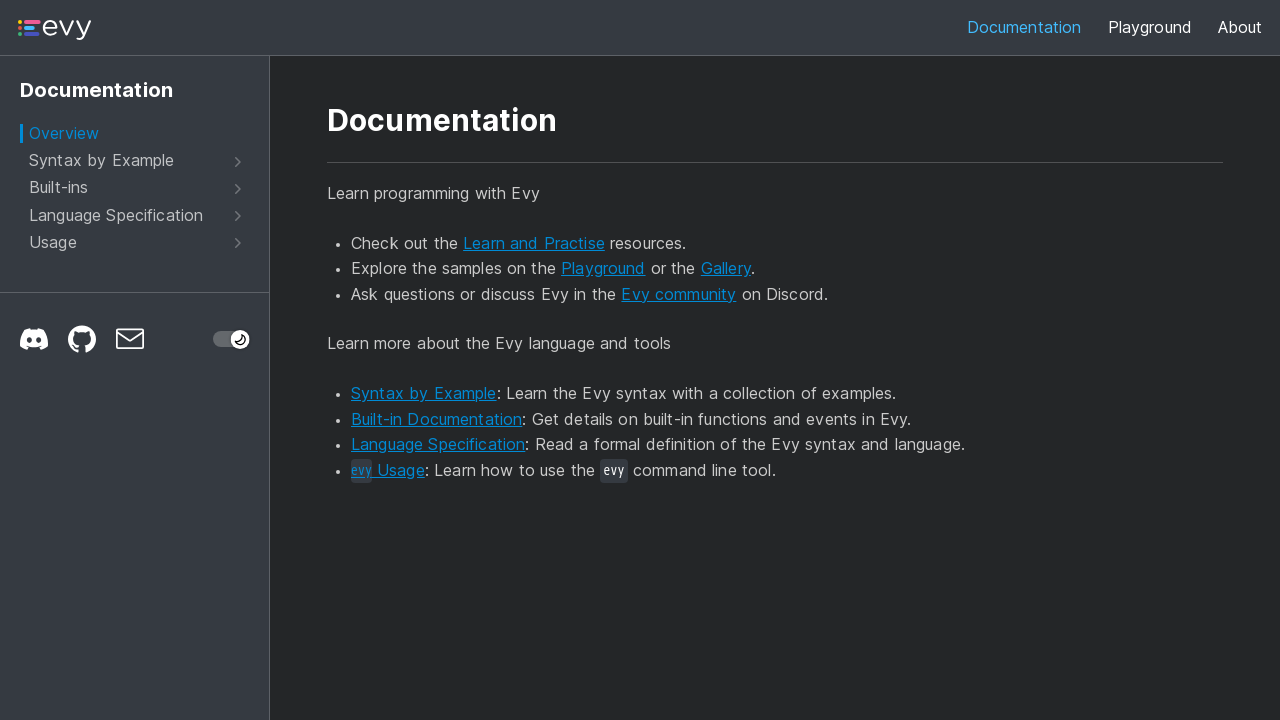 evy
Documentation
Playground
About
Documentation
Overview
Syntax by Example
Built-ins
Language Specification
Usage
Documentation
Learn programming with Evy
Check out the Learn and Practise resources.
Explore the samples on the Playground or the Gallery.
Ask questions or discuss Evy in the Evy community on Discord.
Learn more about the Evy language and tools
Syntax by Example: Learn the Evy syntax with a collection of examples.
Built-in Documentation: Get details on built-in functions and events in Evy.
Language Specification: Read a formal definition of the Evy syntax and language.
evy Usage: Learn how to use the evy command line tool.